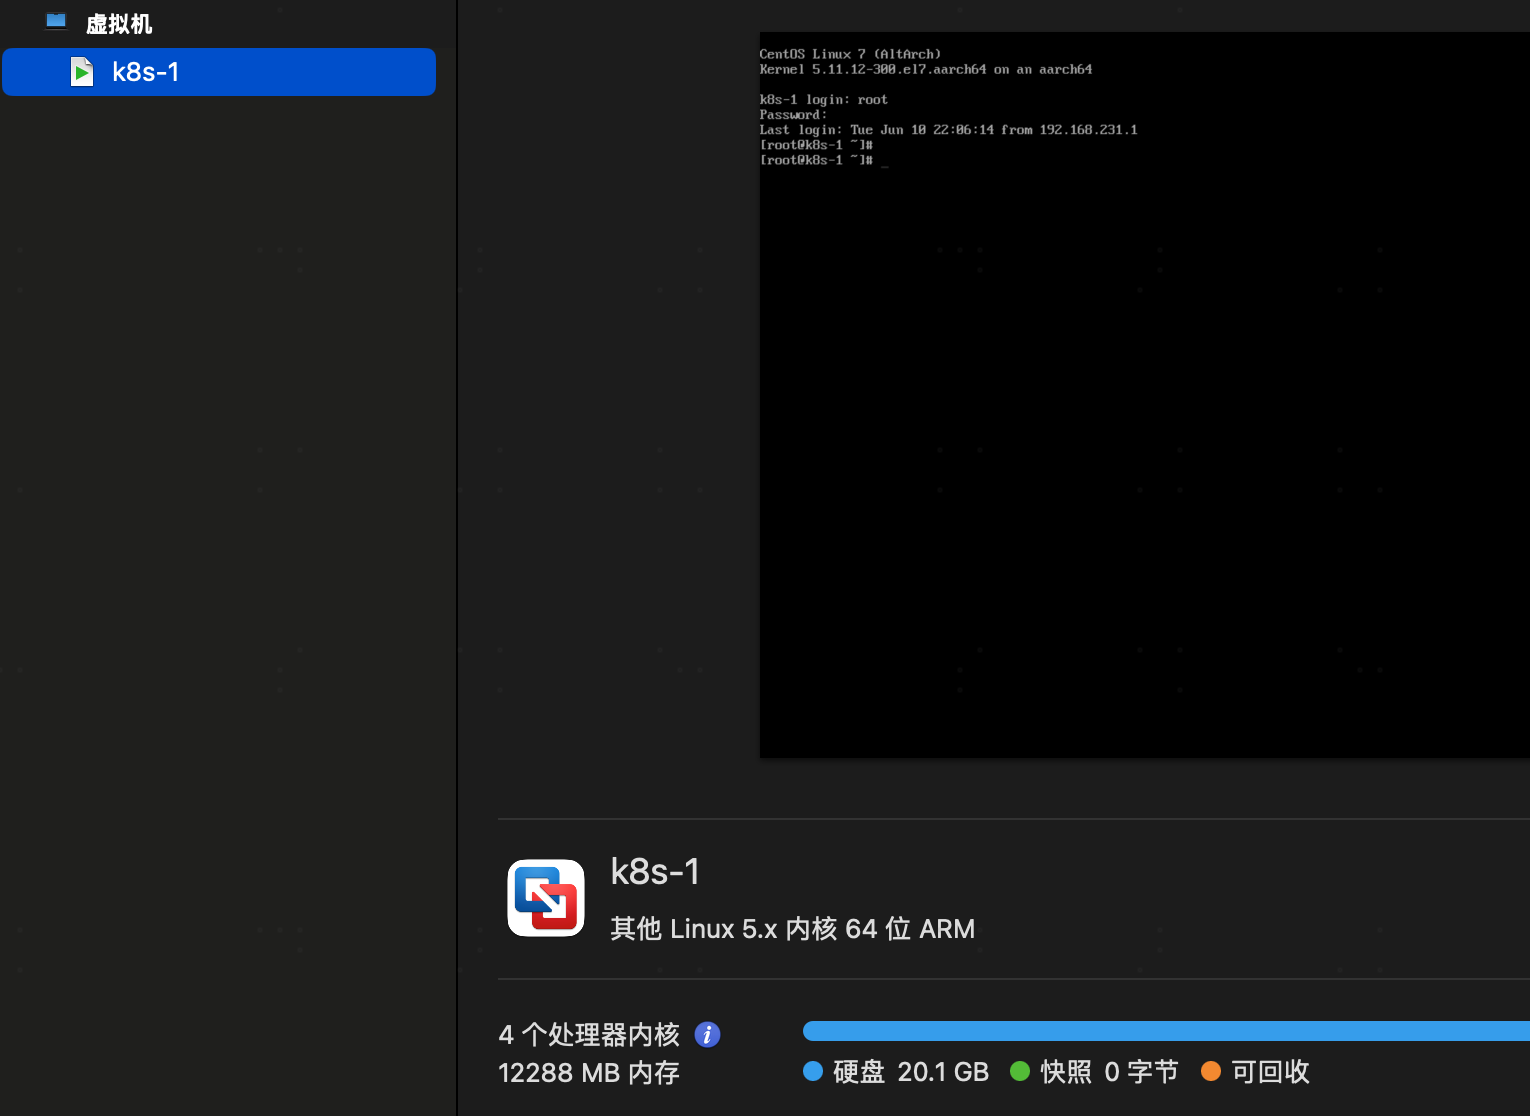 虚拟机
k8s-1
CentOS Linux 7 (AltArch)
Kernel 5.11.12-300.el7.aarch64 on an aarch64
k8s-1 login: root
Password:
Last login: Tue Jun 10 22:06:14 from 192.168.231.1
[root@k8s-1 ~]#
[root@k8s-1 ~]# _
k8s-1
其他 Linux 5.x 内核 64 位 ARM
4 个处理器内核
12288 MB 内存
硬盘 20.1 GB 快照 0 字节 可回收